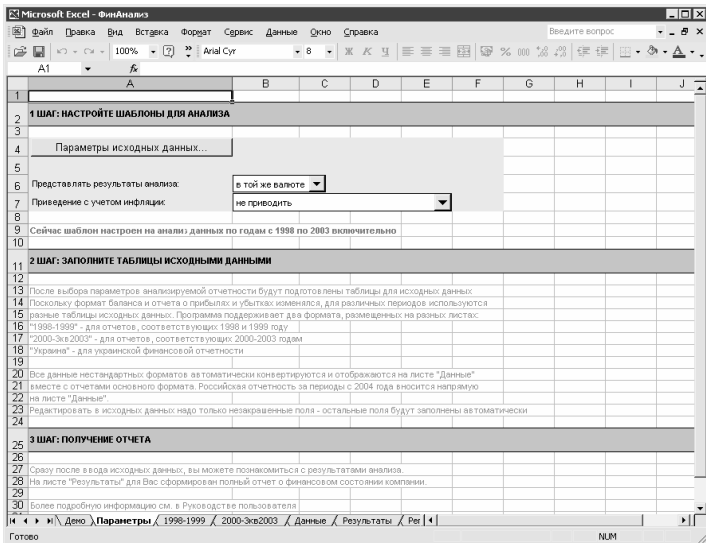 Microsoft Excel - ФинАнализ
Файл Правка Вид Вставка Формат Сервис Данные Окно Справка Введите вопрос
100% Arial Cyr 8 Ж К Ч % 000
A1 fx
A B C D E F G H I J
1
2 1 ШАГ: НАСТРОЙТЕ ШАБЛОНЫ ДЛЯ АНАЛИЗА
3
4 Параметры исходных данных...
5
6 Представлять результаты анализа: в той же валюте
7 Приведение с учетом инфляции: не приводить
8
9 Сейчас шаблон настроен на анализ данных по годам с 1998 по 2003 включительно
10
11 2 ШАГ: ЗАПОЛНИТЕ ТАБЛИЦЫ ИСХОДНЫМИ ДАННЫМИ
12
13 После выбора параметров анализируемой отчетности будут подготовлены таблицы для исходных данных
14 Поскольку формат баланса и отчета о прибылях и убытках изменялся, для различных периодов используются
15 разные таблицы исходных данных. Программа поддерживает два формата, размещенных на разных листах:
16 "1998-1999" - для отчетов, соответствующих 1998 и 1999 году
17 "2000-3кв2003" - для отчетов, соответствующих 2000-2003 годам
18 "Украина" - для украинской финансовой отчетности
19
20 Все данные нестандартных форматов автоматически конвертируются и отображаются на листе "Данные"
21 вместе с отчетами основного формата. Российская отчетность за периоды с 2004 года вносится напрямую
22 на листе "Данные".
23 Редактировать в исходных данных надо только незакрашенные поля - остальные поля будут заполнены автоматически
24
25 3 ШАГ: ПОЛУЧЕНИЕ ОТЧЕТА
26
27 Сразу после ввода исходных данных, вы можете познакомиться с результатами анализа.
28 На листе "Результаты" для Вас сформирован полный отчет о финансовом состоянии компании.
29
30 Более подробную информацию см. в Руководстве пользователя
Демо Параметры 1998-1999 2000-3кв2003 Данные Результаты Рег
Готово NUM